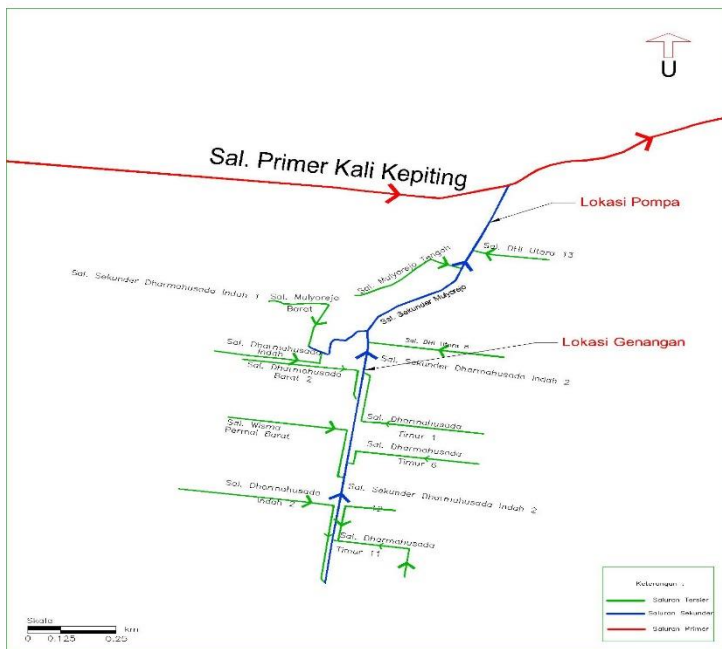 U
Sal. Primer Kali Kepiting
Lokasi Pompa
Sal. DHI Utara 13
Sal. Mulyorejo Tengah
Sal. Sekunder Dharmahusada Indah 1
Sal. Mulyorejo
Barat
Sal. Sekunder Mulyorejo
Lokasi Genangan
Sal. Dharmahusada
Indah
Sal. DHI Utara
Sal. Dharmahusada
Barat 2
Sal. Sekunder Dharmahusada Indah 2
Sal. Wisma
Permai Barat
Sal. Dharmahusada
Timur 1
Sal. Dharmahusada
Timur 6
Sal. Dharmahusada
Indah 2
Sal. Sekunder Dharmahusada Indah 2
12
Sal. Dharmahusada
Timur 11
Keterangan :
Saluran Tersier
Saluran Sekunder
Saluran Primer
Skala
0 0.125 0.25 km